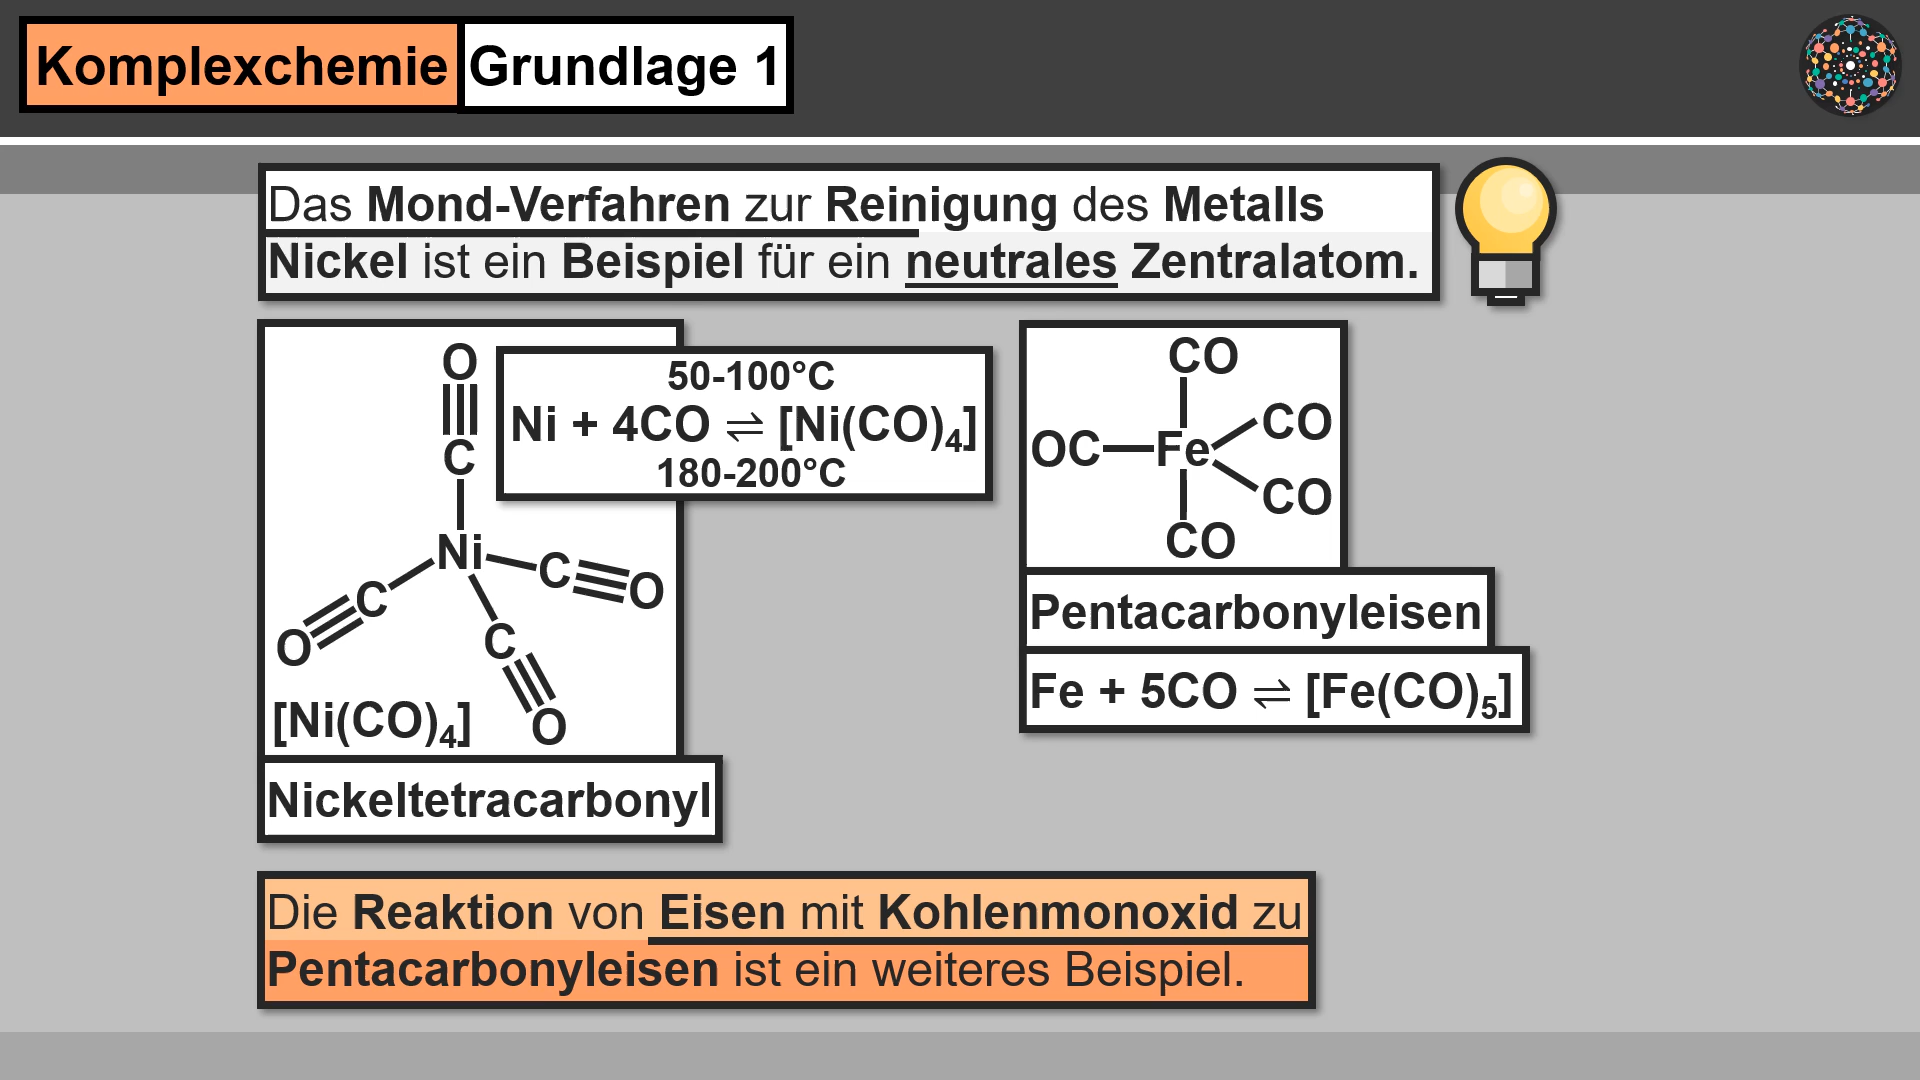 Komplexchemie Grundlage 1
Das Mond-Verfahren zur Reinigung des Metalls
Nickel ist ein Beispiel für ein neutrales Zentralatom.
O
C
Ni
C
O
C
O
C
O
[Ni(CO)₄]
Nickeltetracarbonyl
50-100°C
Ni + 4CO ⇌ [Ni(CO)₄]
180-200°C
CO
OC Fe CO
CO
CO
Pentacarbonyleisen
Fe + 5CO ⇌ [Fe(CO)₅]
Die Reaktion von Eisen mit Kohlenmonoxid zu
Pentacarbonyleisen ist ein weiteres Beispiel.